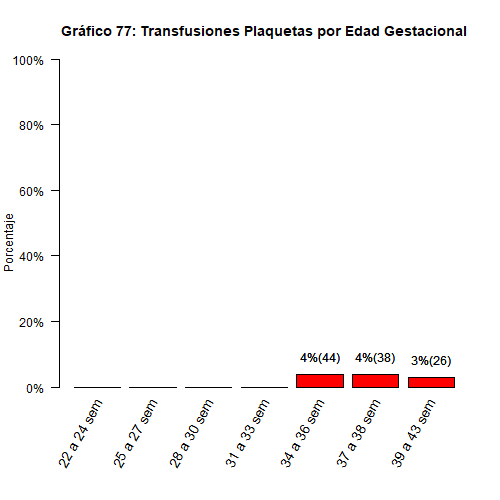 Gráfico 77: Transfusiones Plaquetas por Edad Gestacional
Porcentaje
100%
80%
60%
40%
20%
0%
4%(44)
4%(38)
3%(26)
22 a 24 sem
25 a 27 sem
28 a 30 sem
31 a 33 sem
34 a 36 sem
37 a 38 sem
39 a 43 sem